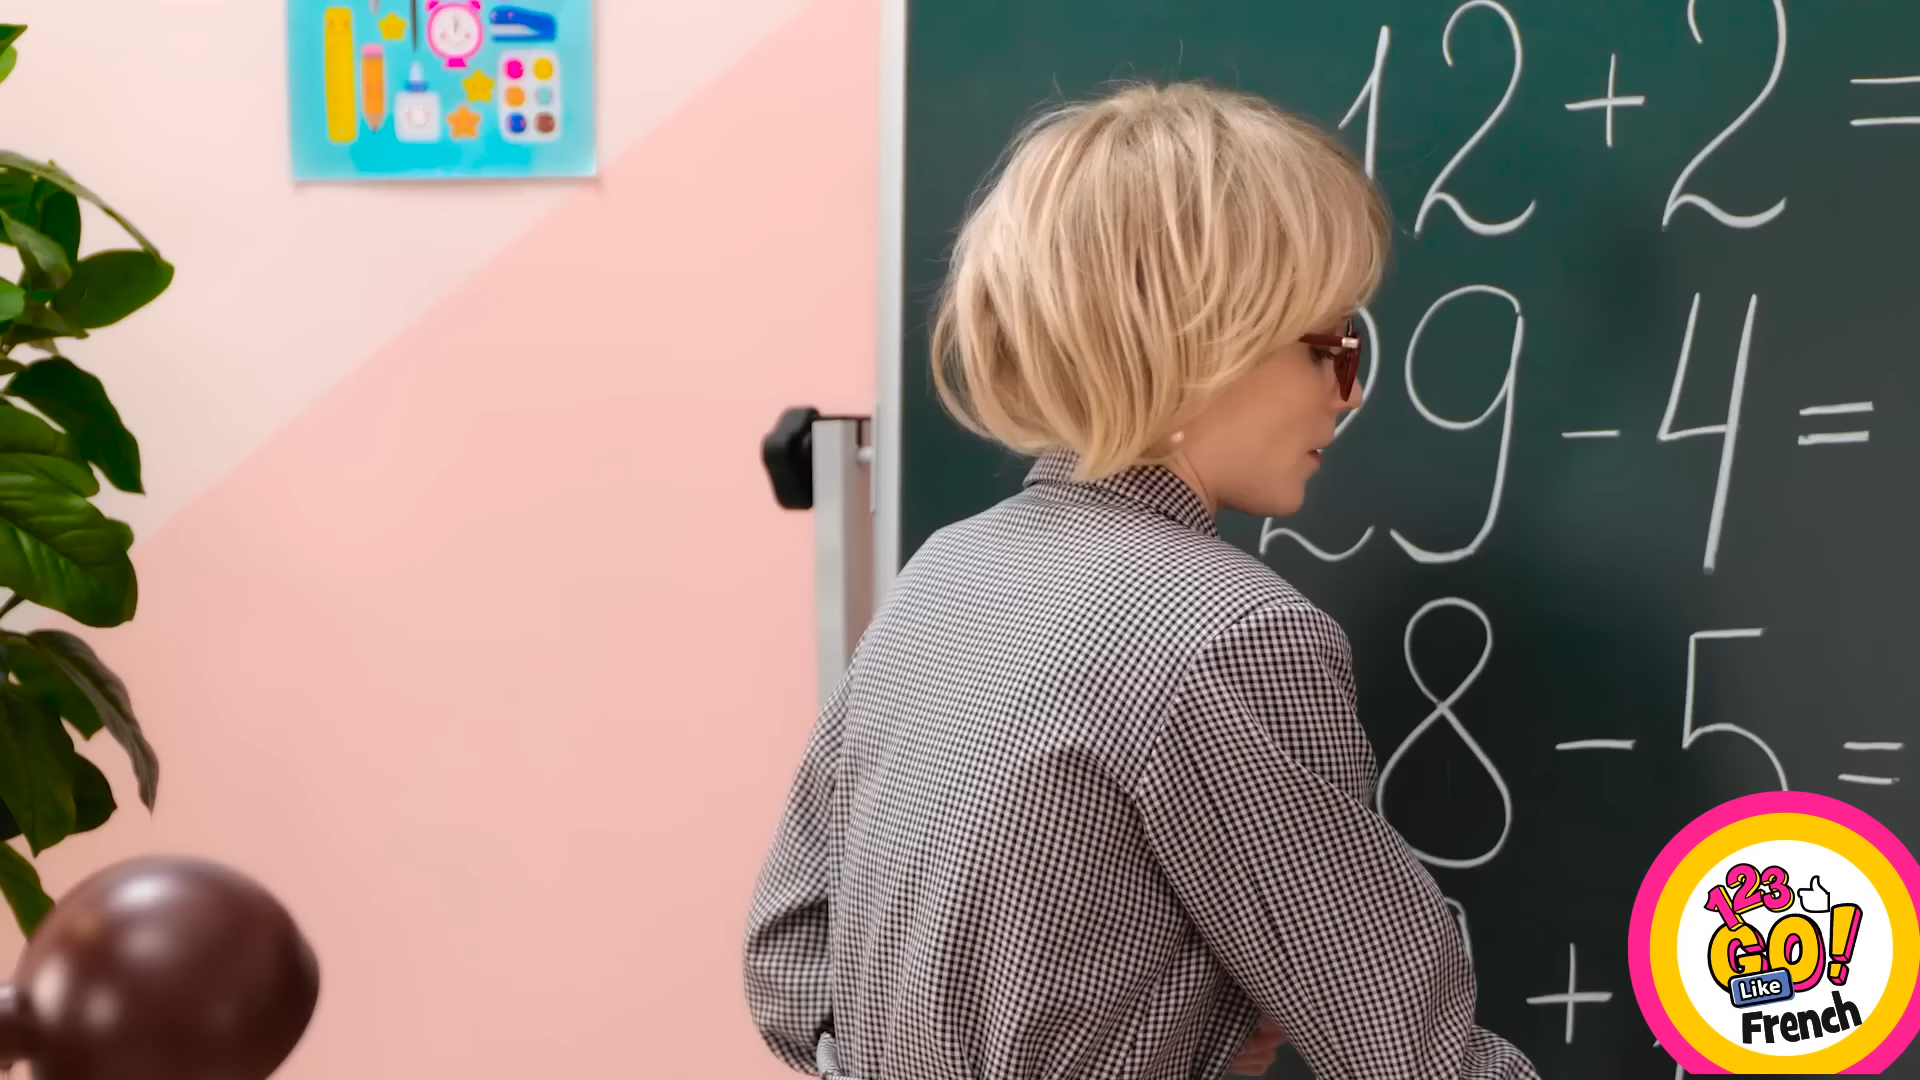 12 + 2 =
29 - 4 =
8 - 5 =
+
123
GO!
Like
French